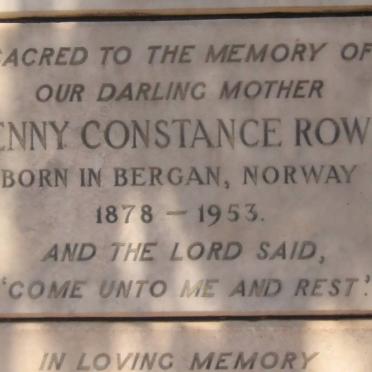 SACRED TO THE MEMORY OF
OUR DARLING MOTHER
ENNY CONSTANCE ROW
BORN IN BERGAN, NORWAY
1878 – 1953.
AND THE LORD SAID,
'COME UNTO ME AND REST'.
IN LOVING MEMORY